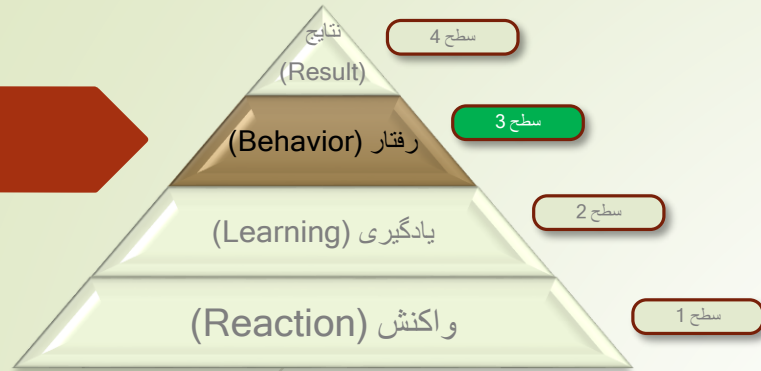 نتایج
(Result)
سطح 4
رفتار (Behavior)
سطح 3
یادگیری (Learning)
سطح 2
واکنش (Reaction)
سطح 1